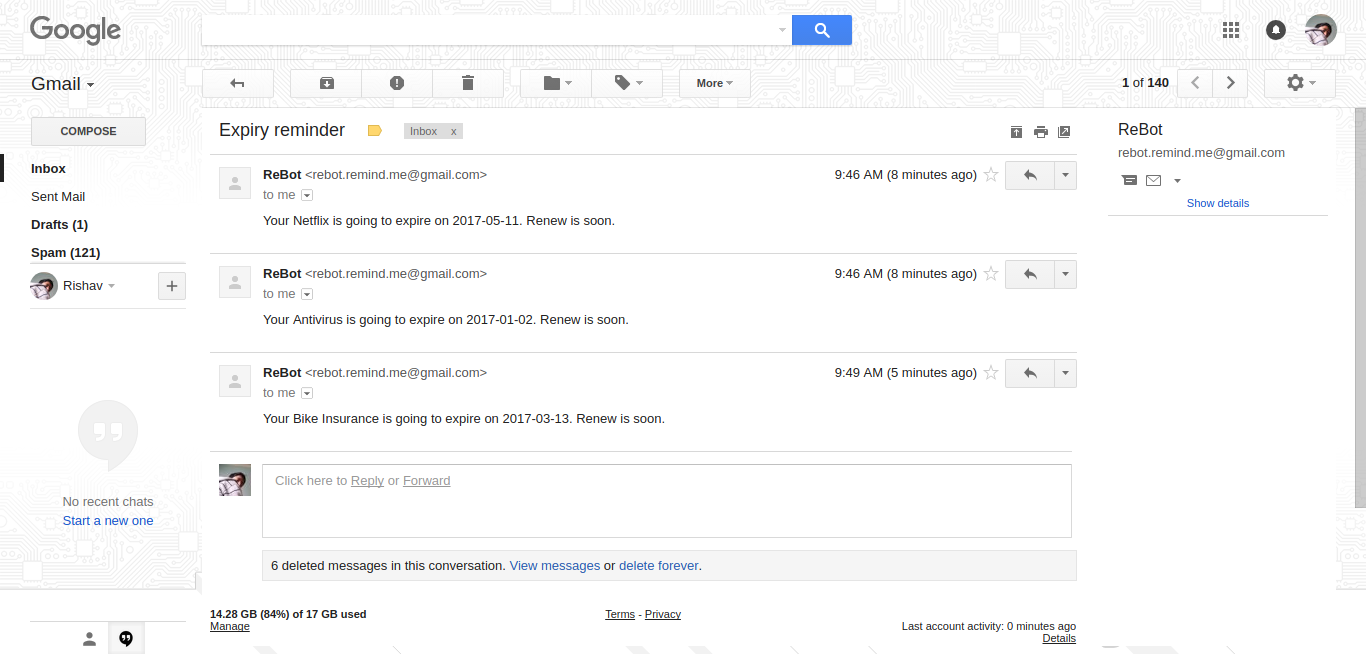 Google
Gmail
More
1 of 140
COMPOSE
Inbox
Sent Mail
Drafts (1)
Spam (121)
Rishav
No recent chats
Start a new one
Expiry reminder
Inbox x
ReBot <rebot.remind.me@gmail.com>
9:46 AM (8 minutes ago)
to me
Your Netflix is going to expire on 2017-05-11. Renew is soon.
ReBot <rebot.remind.me@gmail.com>
9:46 AM (8 minutes ago)
to me
Your Antivirus is going to expire on 2017-01-02. Renew is soon.
ReBot <rebot.remind.me@gmail.com>
9:49 AM (5 minutes ago)
to me
Your Bike Insurance is going to expire on 2017-03-13. Renew is soon.
Click here to Reply or Forward
6 deleted messages in this conversation. View messages or delete forever.
ReBot
rebot.remind.me@gmail.com
Show details
14.28 GB (84%) of 17 GB used
Manage
Terms - Privacy
Last account activity: 0 minutes ago
Details